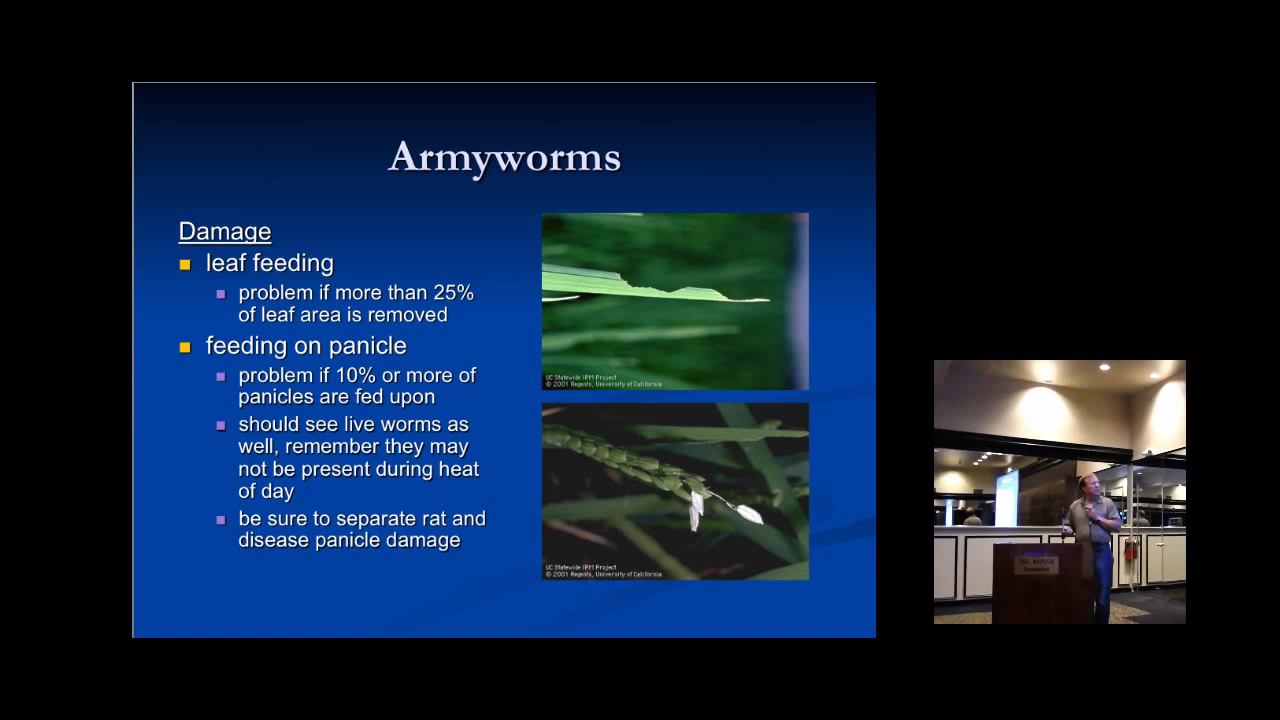 Armyworms
Damage
leaf feeding
problem if more than 25%
of leaf area is removed
feeding on panicle
problem if 10% or more of
panicles are fed upon
should see live worms as
well, remember they may
not be present during heat
of day
be sure to separate rat and
disease panicle damage
UC Statewide IPM Project
© 2001 Regents, University of California
UC Statewide IPM Project
© 2001 Regents, University of California